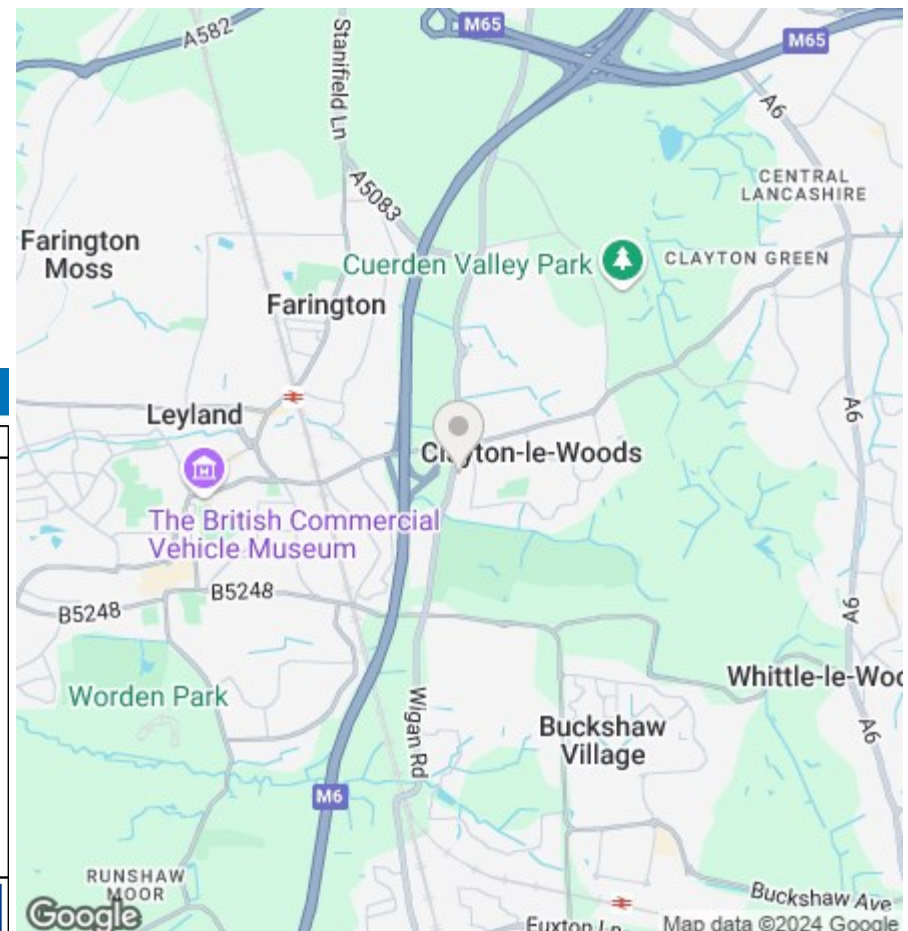 M65
A582
M65
Stanifield Ln
A6
A5083
CENTRAL
LANCASHIRE
Farington
Moss
Cuerden Valley Park
CLAYTON GREEN
Farington
Leyland
A6
Clayton-le-Woods
The British Commercial
Vehicle Museum
B5248
B5248
A6
Worden Park
Whittle-le-Woo
Wigan Rd
Buckshaw
Village
A6
M6
RUNSHAW
MOOR
Buckshaw Ave
Euxton Ln
Google
Map data ©2024 Google